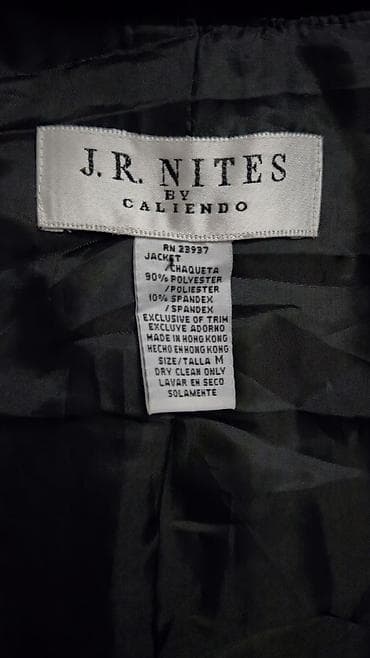 J.R. NITES
BY
CALIENDO
RN 23937
JACKET
/CHAQUETA
90% POLYESTER
/POLIESTER
10% SPANDEX
/SPANDEX
EXCLUSIVE OF TRIM
EXCLUVE ADORNO
MADE IN HONG KONG
HECHO EN HONG KONG
SIZE/TALLA M
DRY CLEAN ONLY
LAVAR EN SECO
SOLAMENTE